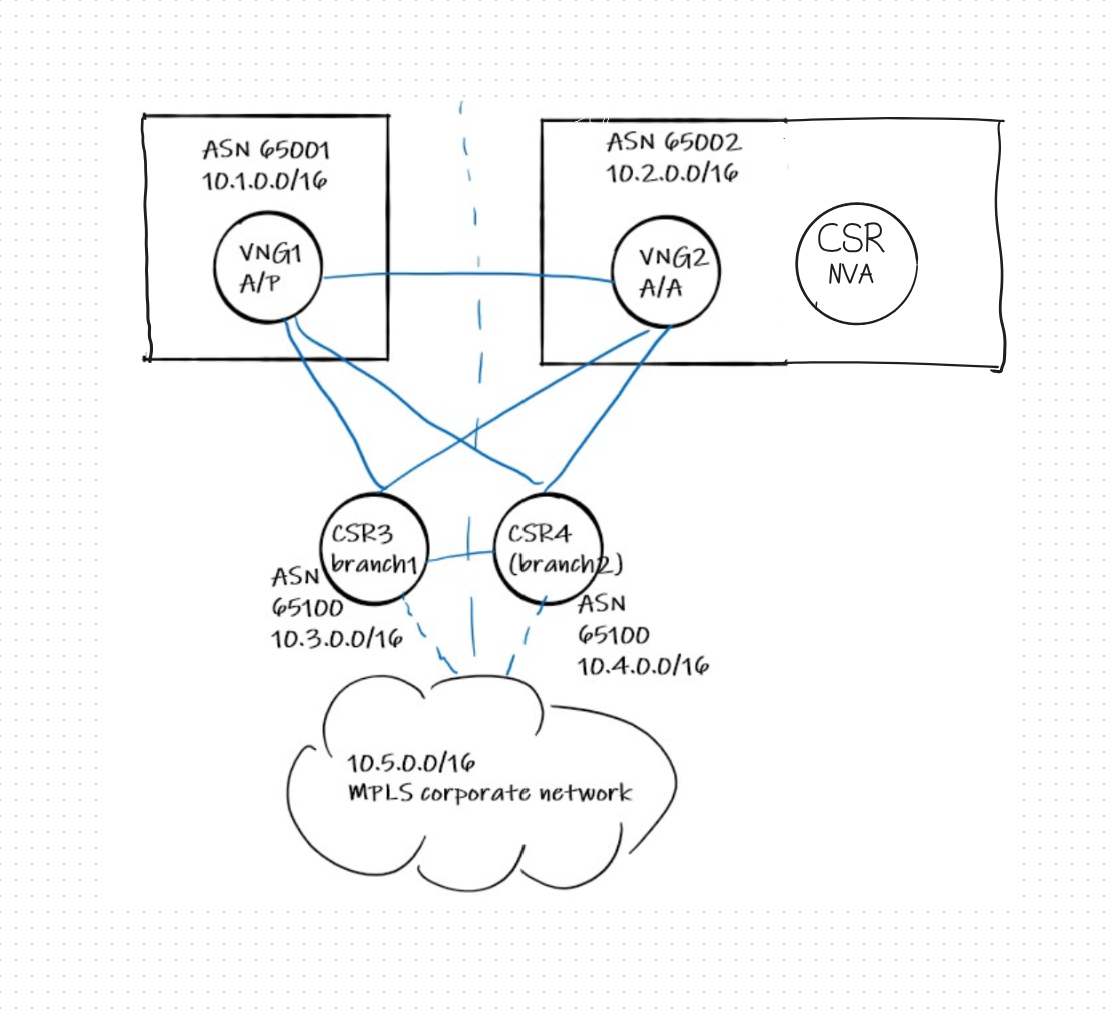 ASN 65001
10.1.0.0/16
VNG1
A/P
ASN 65002
10.2.0.0/16
VNG2
A/A
CSR
NVA
CSR3
branch1
ASN
65100
10.3.0.0/16
CSR4
(branch2)
ASN
65100
10.4.0.0/16
10.5.0.0/16
MPLS corporate network